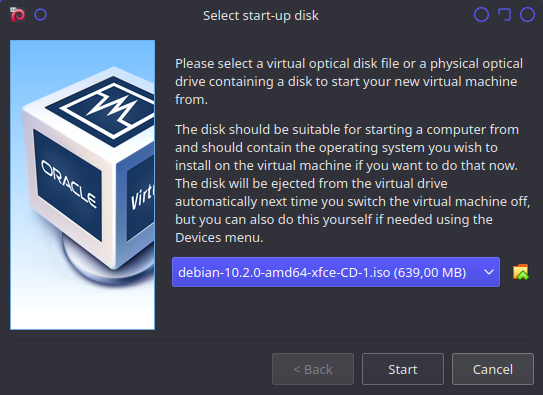 Select start-up disk
Please select a virtual optical disk file or a physical optical
drive containing a disk to start your new virtual machine
from.
The disk should be suitable for starting a computer from
and should contain the operating system you wish to
install on the virtual machine if you want to do that now.
The disk will be ejected from the virtual drive
automatically next time you switch the virtual machine off,
but you can also do this yourself if needed using the
Devices menu.
ORACLE
Virtu
debian-10.2.0-amd64-xfce-CD-1.iso (639,00 MB)
< Back
Start
Cancel